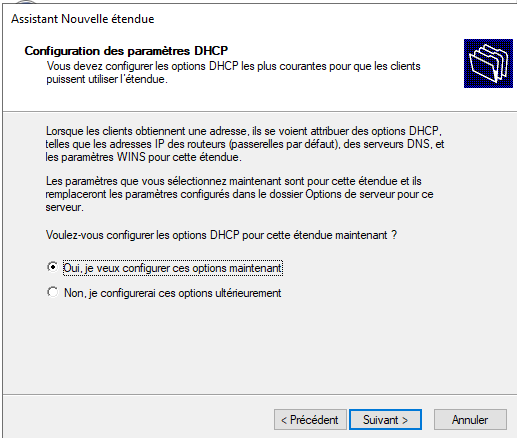 Assistant Nouvelle étendue
Configuration des paramètres DHCP
Vous devez configurer les options DHCP les plus courantes pour que les clients
puissent utiliser l'étendue.
Lorsque les clients obtiennent une adresse, ils se voient attribuer des options DHCP,
telles que les adresses IP des routeurs (passerelles par défaut), des serveurs DNS, et
les paramètres WINS pour cette étendue.
Les paramètres que vous sélectionnez maintenant sont pour cette étendue et ils
remplaceront les paramètres configurés dans le dossier Options de serveur pour ce
serveur.
Voulez-vous configurer les options DHCP pour cette étendue maintenant ?
Oui, je veux configurer ces options maintenant
Non, je configurerai ces options ultérieurement
< Précédent Suivant > Annuler